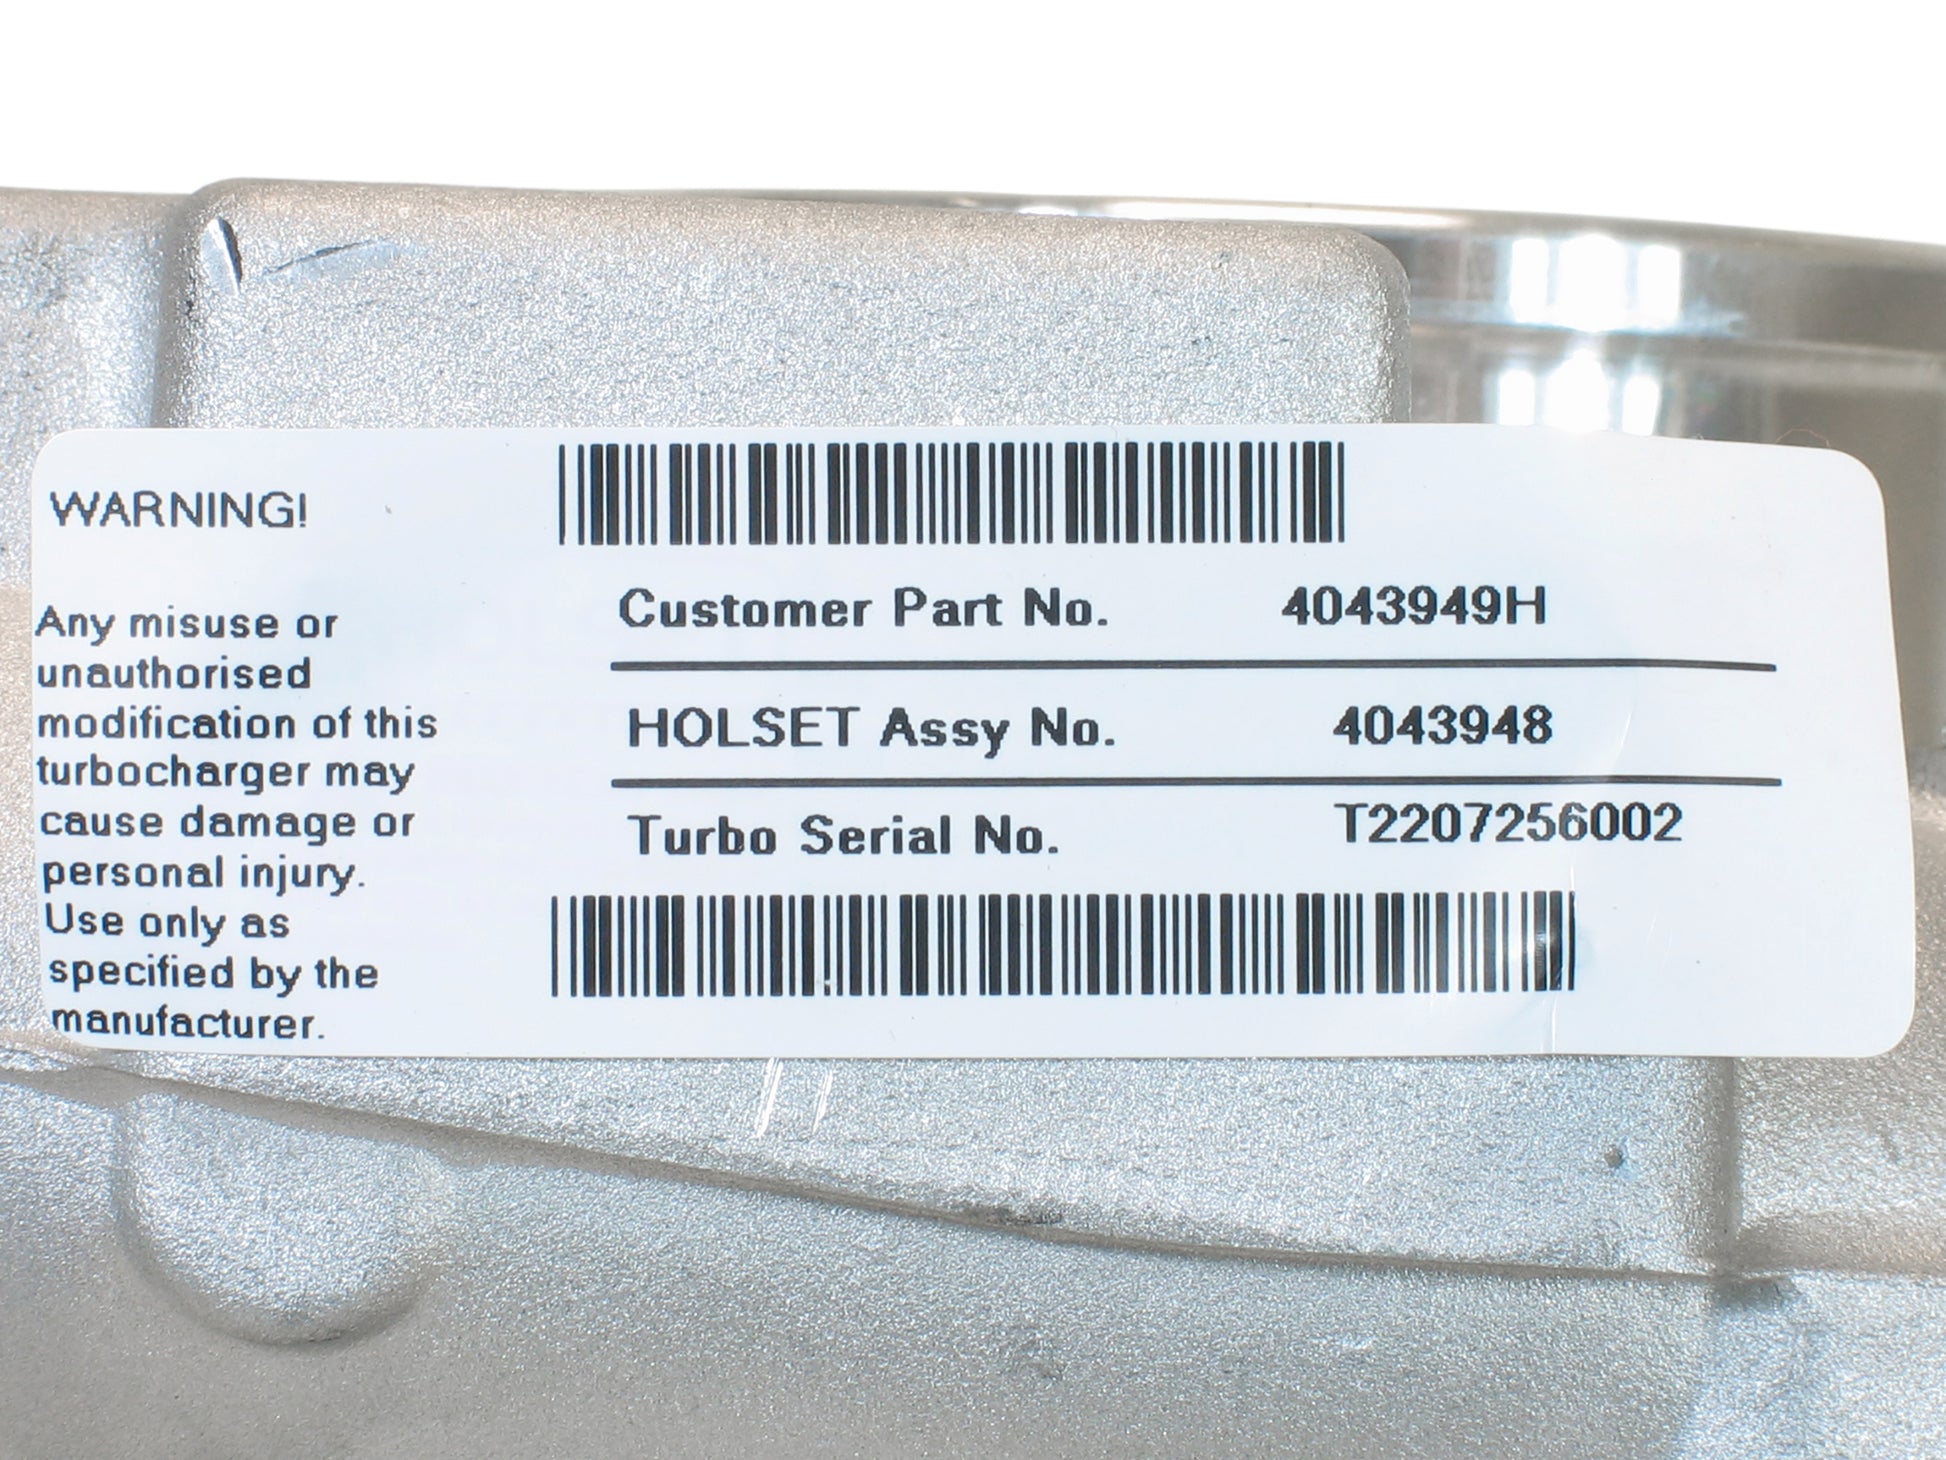 WARNING!
Any misuse or
unauthorised
modification of this
turbocharger may
cause damage or
personal injury.
Use only as
specified by the
manufacturer.
Customer Part No. 4043949H
HOLSET Assy No. 4043948
Turbo Serial No. T2207256002